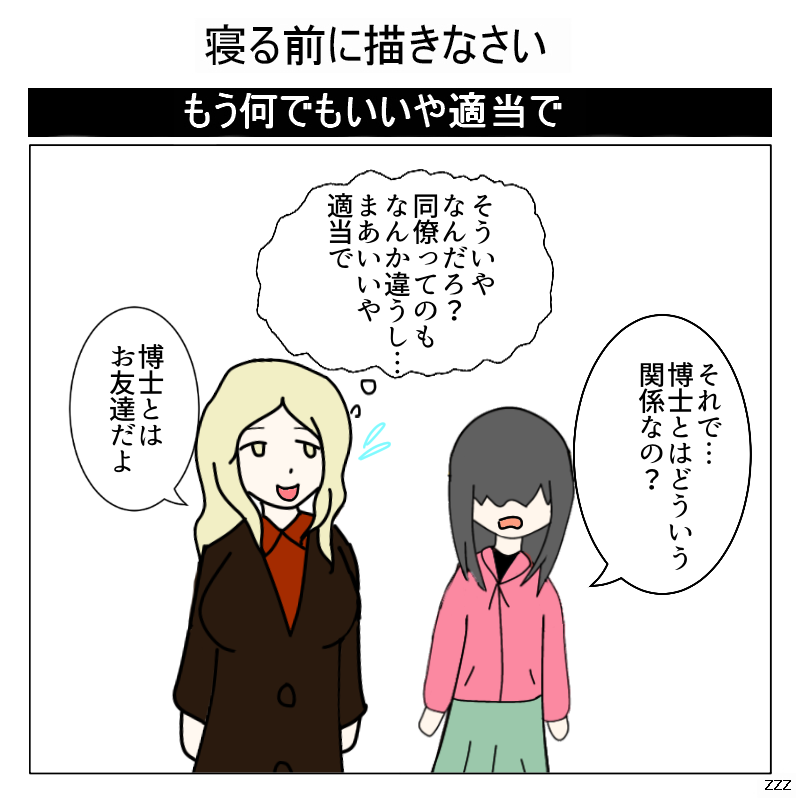 寝る前に描きなさい
もう何でもいいや適当で
それで…
博士とはどういう
関係なの？
そういや
なんだろ？
同僚ってのも
なんか違うし…
まあいいや
適当で
博士とは
お友達だよ
zzz